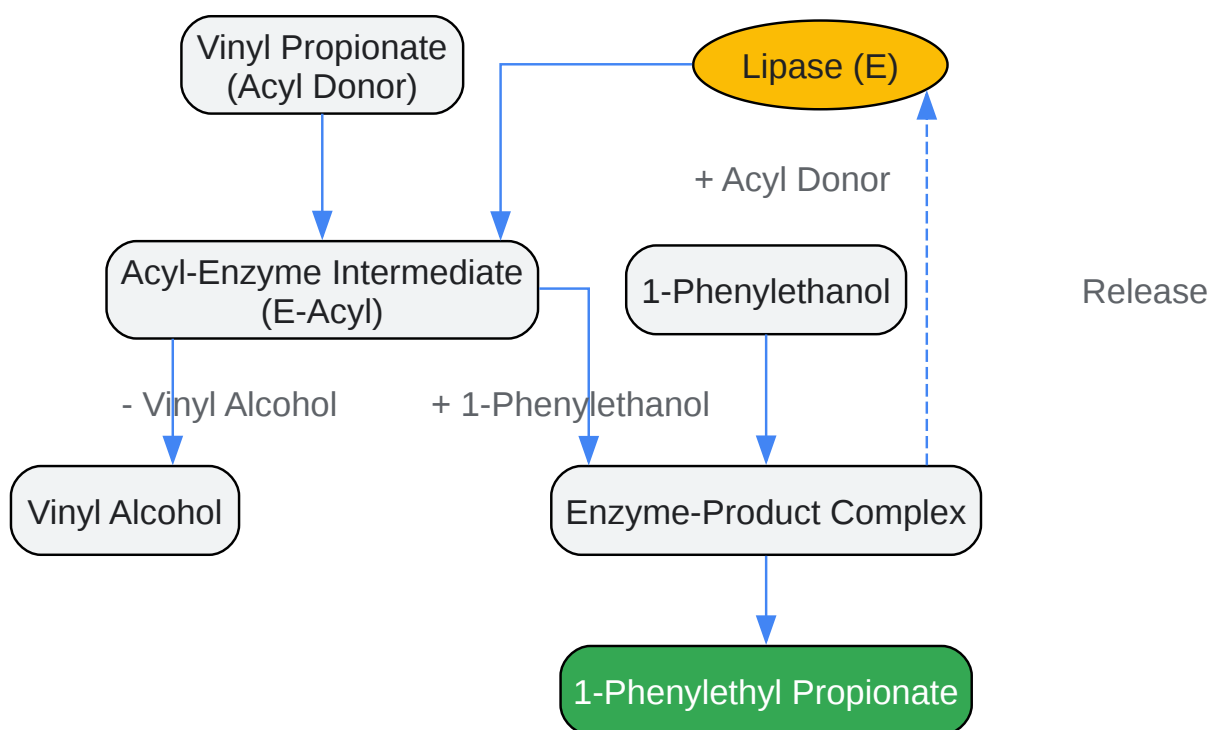 Vinyl Propionate
(Acyl Donor)
Lipase (E)
+ Acyl Donor
Acyl-Enzyme Intermediate
(E-Acyl)
1-Phenylethanol
Release
- Vinyl Alcohol
+ 1-Phenylethanol
Vinyl Alcohol
Enzyme-Product Complex
1-Phenylethyl Propionate